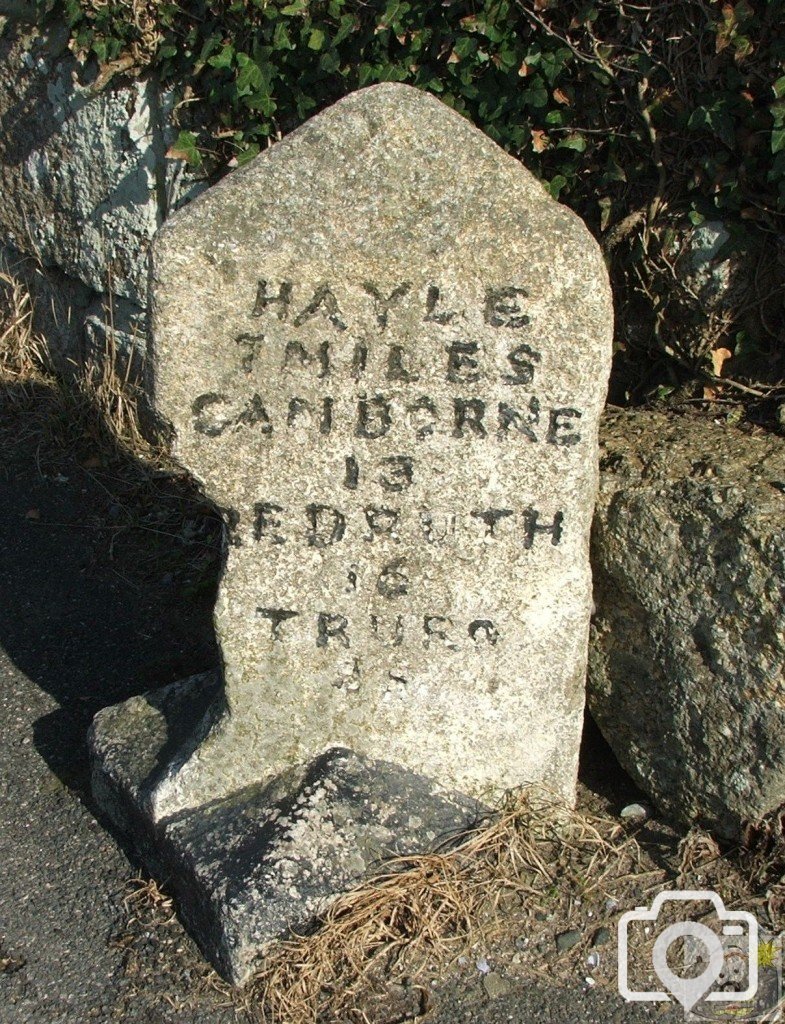 HAYLE
7 MILES
CAMBORNE
13
REDRUTH
16
TRURO